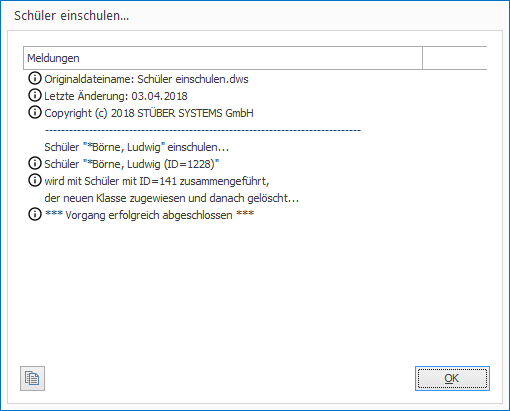 Schüler einschulen...
Meldungen
Originaldateiname: Schüler einschulen.dws
Letzte Änderung: 03.04.2018
Copyright (c) 2018 STÜBER SYSTEMS GmbH
--------------------------------------------------------------------------------
Schüler "*Börne, Ludwig" einschulen...
Schüler "*Börne, Ludwig (ID=1228)"
wird mit Schüler mit ID=141 zusammengeführt,
der neuen Klasse zugewiesen und danach gelöscht...
*** Vorgang erfolgreich abgeschlossen ***
OK